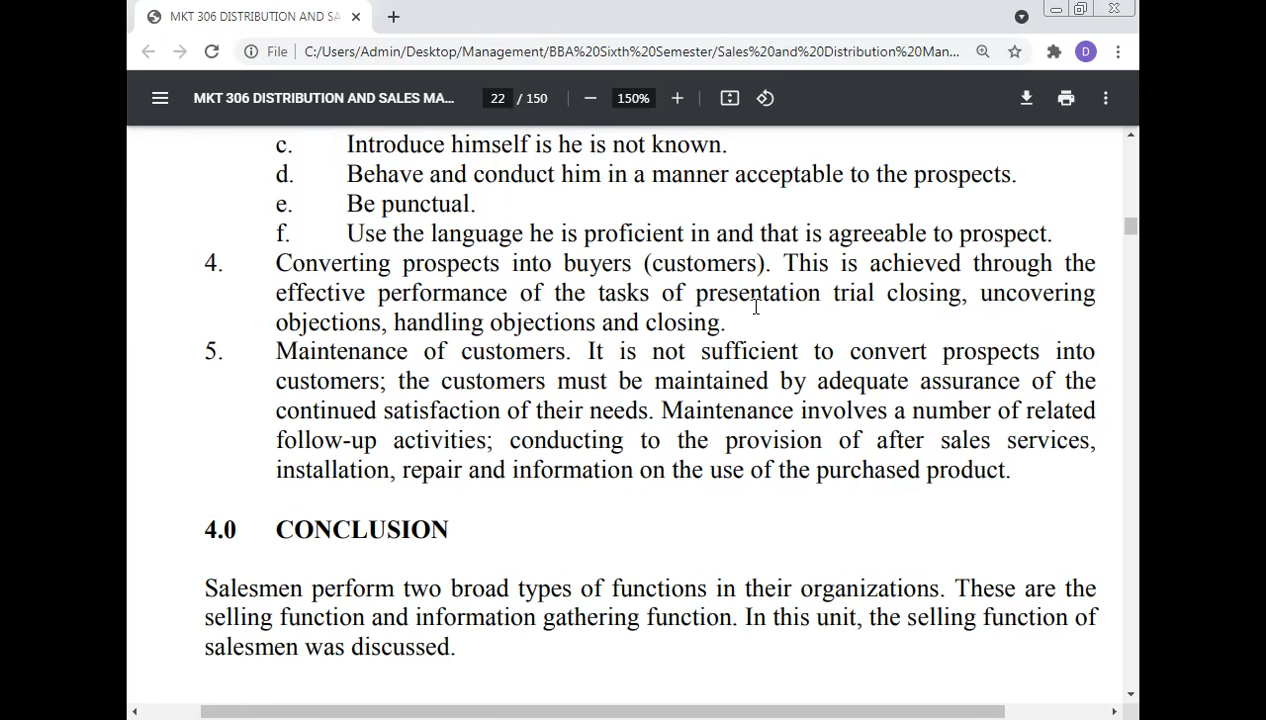 MKT 306 DISTRIBUTION AND SA
File C:/Users/Admin/Desktop/Management/BBA%20Sixth%20Semester/Sales%20and%20Distribution%20Man... D
MKT 306 DISTRIBUTION AND SALES MA... 22 / 150 150%
c. Introduce himself is he is not known.
d. Behave and conduct him in a manner acceptable to the prospects.
e. Be punctual.
f. Use the language he is proficient in and that is agreeable to prospect.
4. Converting prospects into buyers (customers). This is achieved through the
effective performance of the tasks of presentation trial closing, uncovering
objections, handling objections and closing.
5. Maintenance of customers. It is not sufficient to convert prospects into
customers; the customers must be maintained by adequate assurance of the
continued satisfaction of their needs. Maintenance involves a number of related
follow-up activities; conducting to the provision of after sales services,
installation, repair and information on the use of the purchased product.
4.0 CONCLUSION
Salesmen perform two broad types of functions in their organizations. These are the
selling function and information gathering function. In this unit, the selling function of
salesmen was discussed.